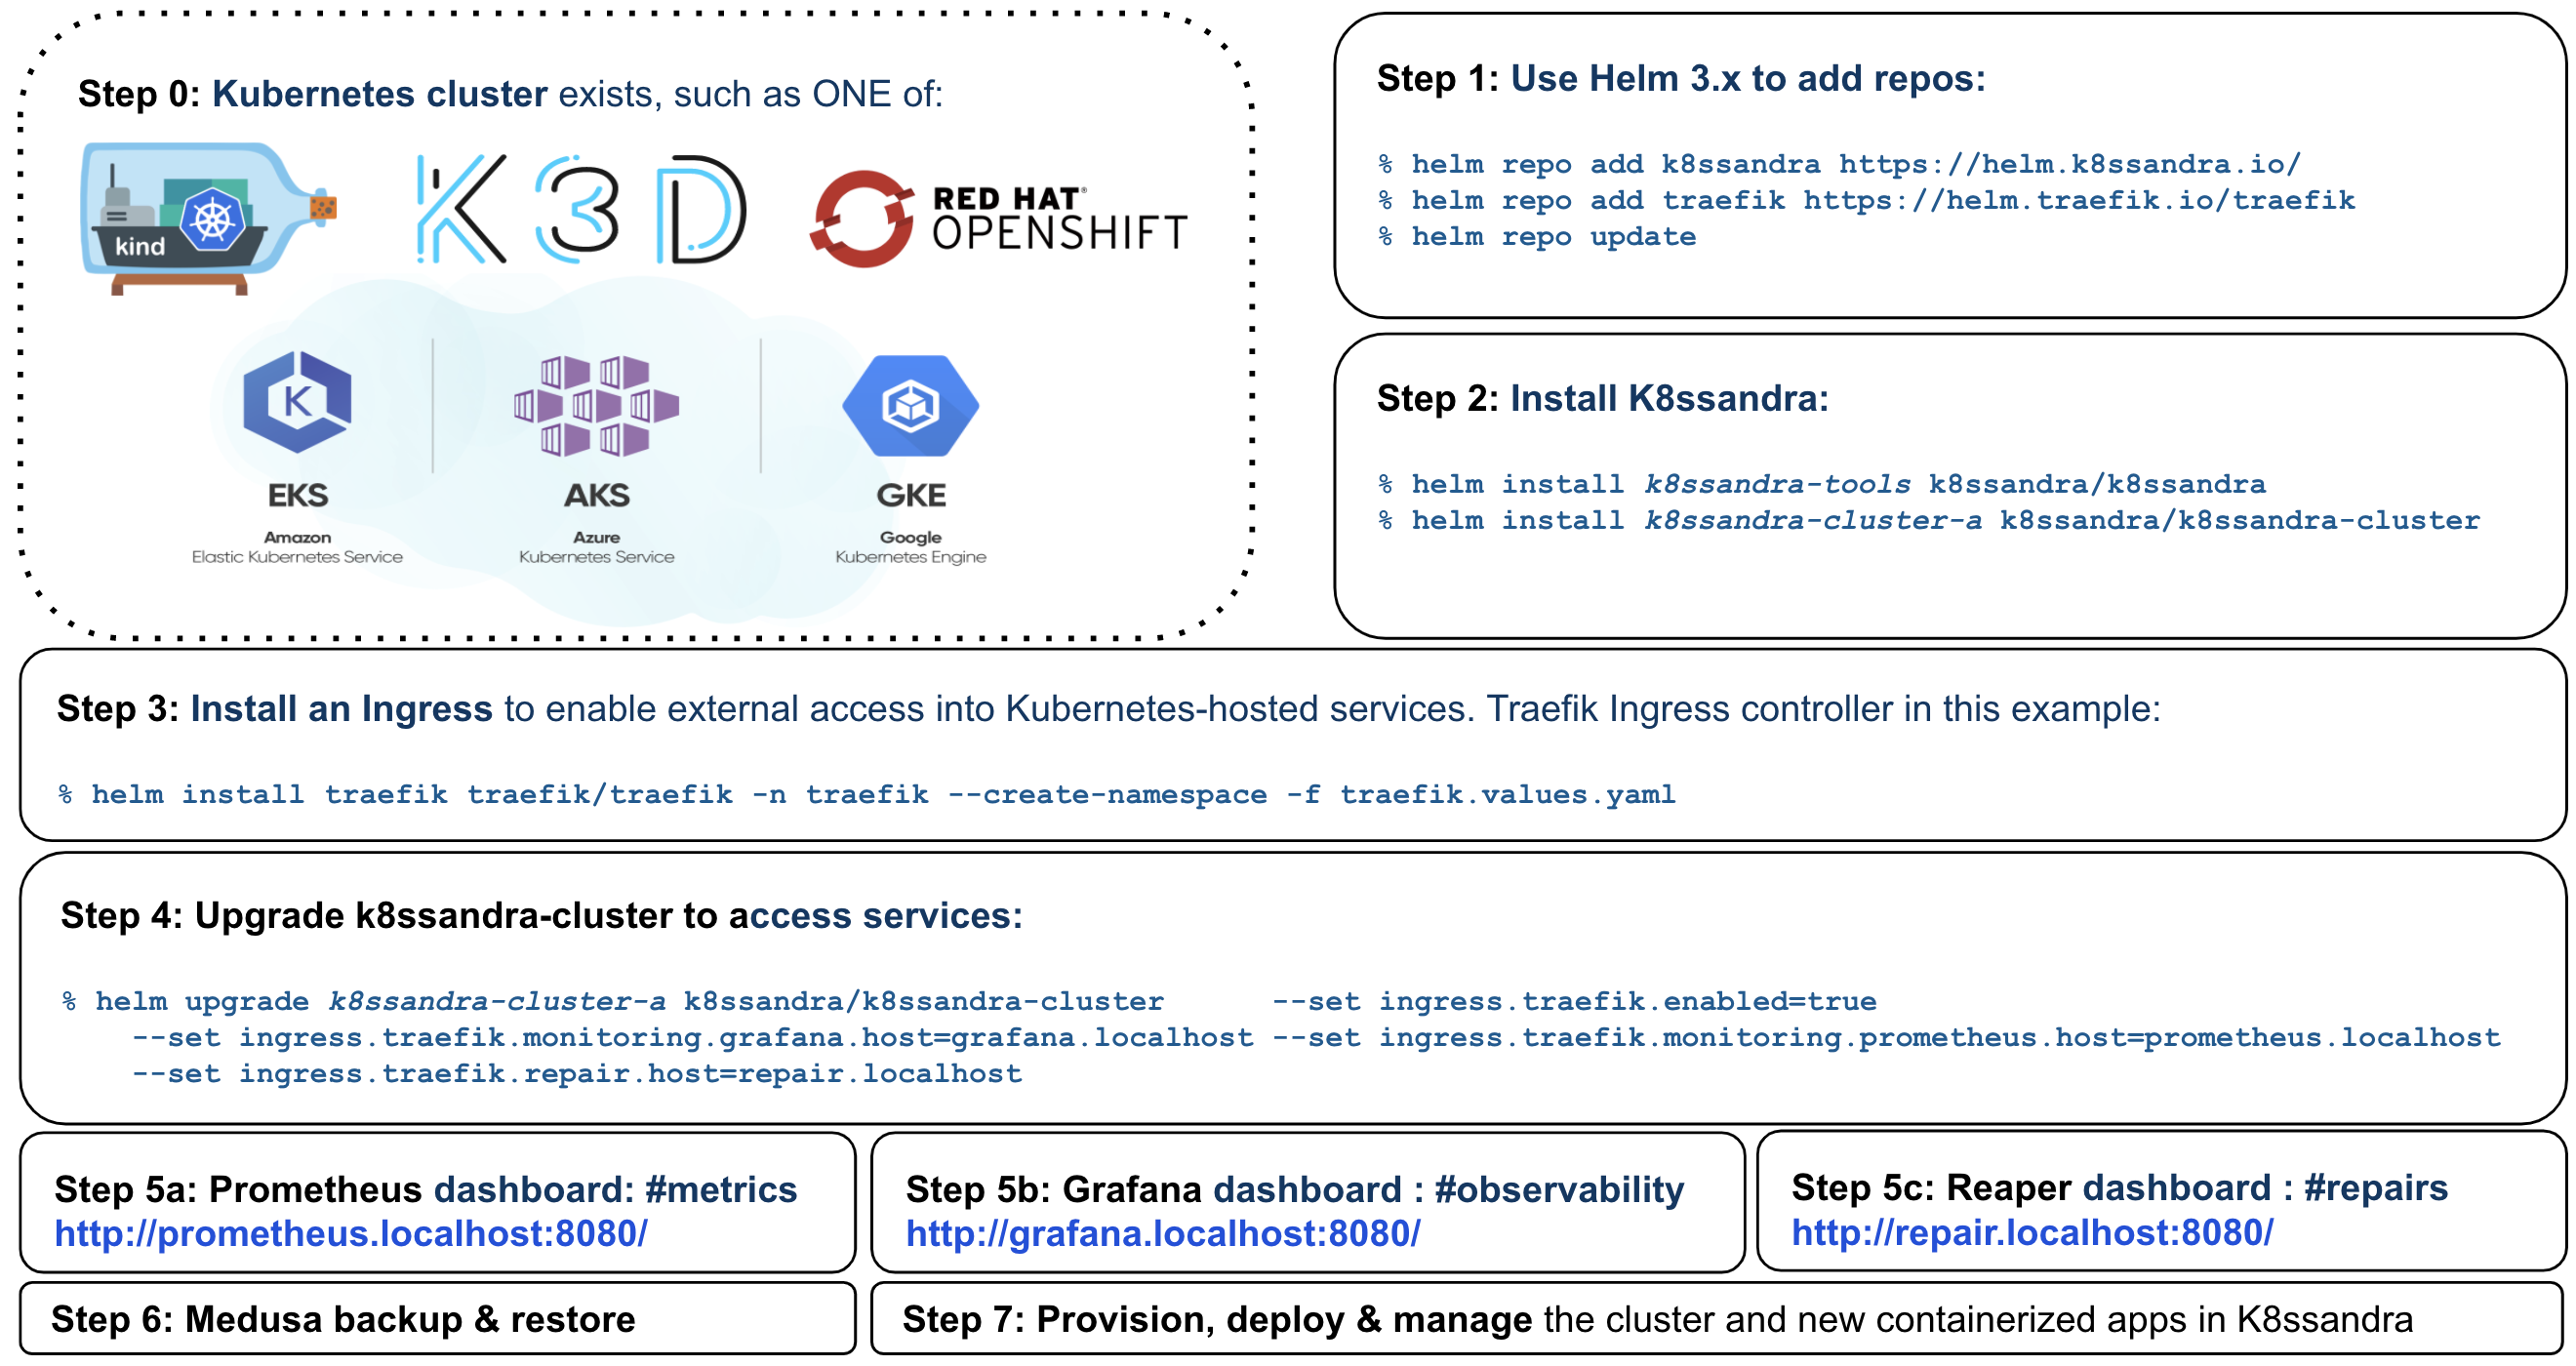 Step 0: Kubernetes cluster exists, such as ONE of:
kind
K3D
RED HAT®
OPENSHIFT
K
EKS
Amazon
Elastic Kubernetes Service
AKS
Azure
Kubernetes Service
GKE
Google
Kubernetes Engine
Step 1: Use Helm 3.x to add repos:
% helm repo add k8ssandra https://helm.k8ssandra.io/
% helm repo add traefik https://helm.traefik.io/traefik
% helm repo update
Step 2: Install K8ssandra:
% helm install k8ssandra-tools k8ssandra/k8ssandra
% helm install k8ssandra-cluster-a k8ssandra/k8ssandra-cluster
Step 3: Install an Ingress to enable external access into Kubernetes-hosted services. Traefik Ingress controller in this example:
% helm install traefik traefik/traefik -n traefik --create-namespace -f traefik.values.yaml
Step 4: Upgrade k8ssandra-cluster to access services:
% helm upgrade k8ssandra-cluster-a k8ssandra/k8ssandra-cluster --set ingress.traefik.enabled=true
--set ingress.traefik.monitoring.grafana.host=grafana.localhost --set ingress.traefik.monitoring.prometheus.host=prometheus.localhost
--set ingress.traefik.repair.host=repair.localhost
Step 5a: Prometheus dashboard: #metrics
http://prometheus.localhost:8080/
Step 5b: Grafana dashboard : #observability
http://grafana.localhost:8080/
Step 5c: Reaper dashboard : #repairs
http://repair.localhost:8080/
Step 6: Medusa backup & restore
Step 7: Provision, deploy & manage the cluster and new containerized apps in K8ssandra